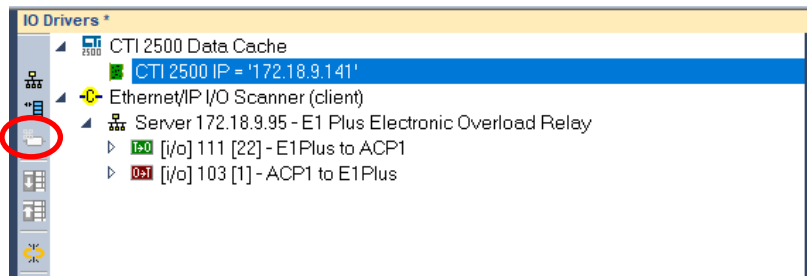 IO Drivers *
CTI 2500 Data Cache
CTI 2500 IP = '172.18.9.141'
Ethernet/IP I/O Scanner (client)
Server 172.18.9.95 - E1 Plus Electronic Overload Relay
[i/o] 111 [22] - E1Plus to ACP1
[i/o] 103 [1] - ACP1 to E1Plus